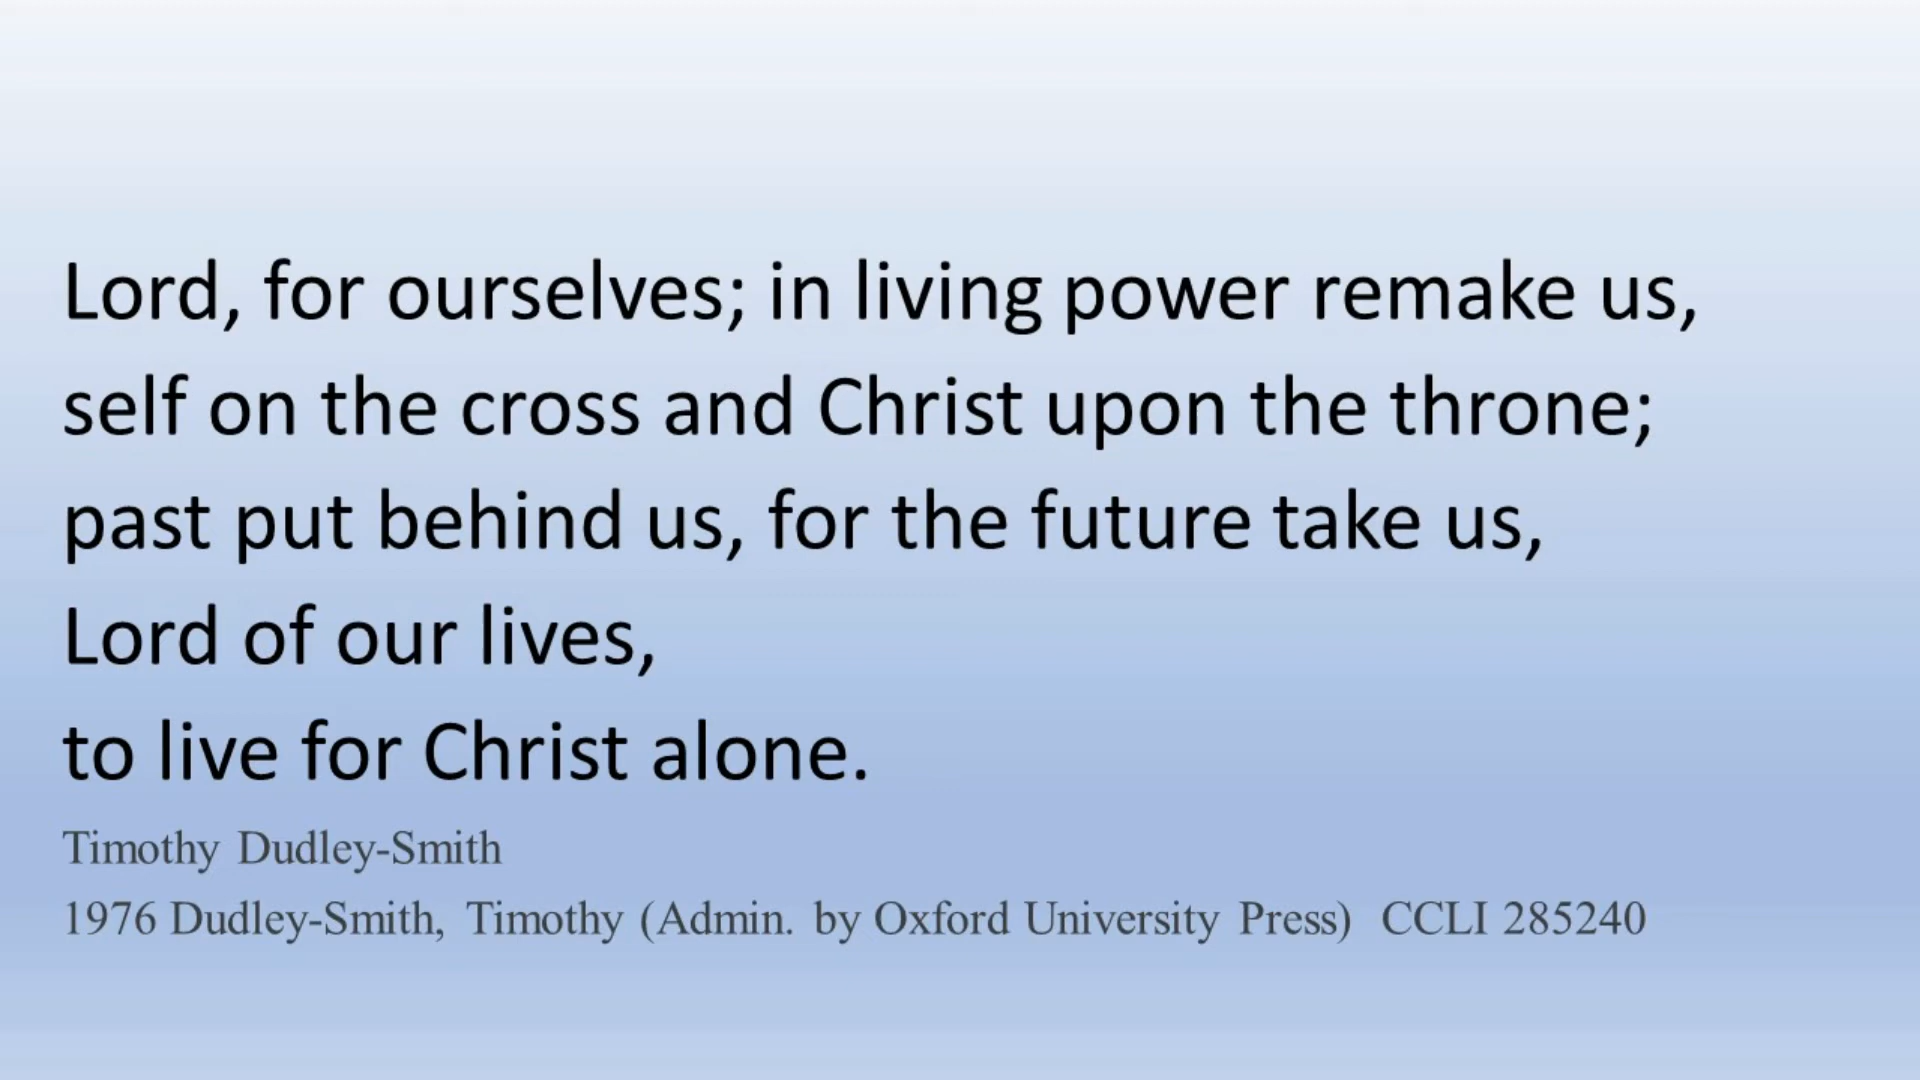 Lord, for ourselves; in living power remake us,
self on the cross and Christ upon the throne;
past put behind us, for the future take us,
Lord of our lives,
to live for Christ alone.
Timothy Dudley-Smith
1976 Dudley-Smith, Timothy (Admin. by Oxford University Press) CCLI 285240